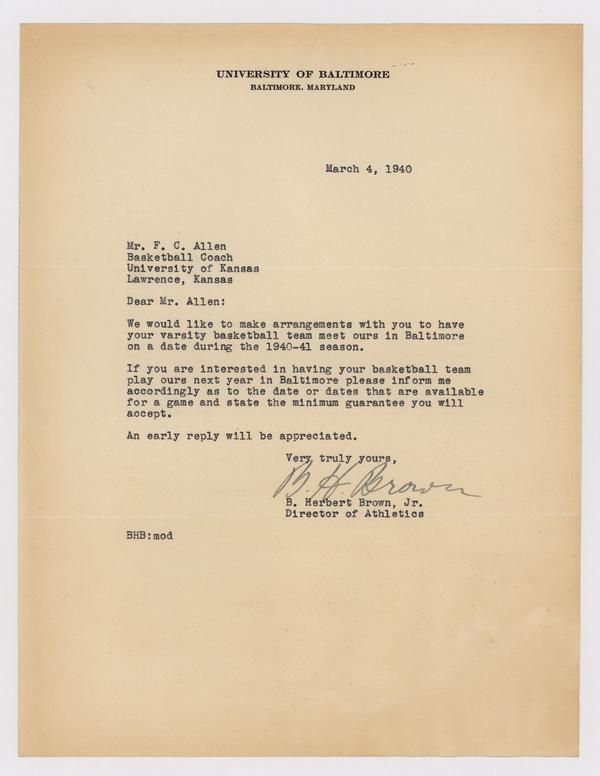 UNIVERSITY OF BALTIMORE
BALTIMORE, MARYLAND
March 4, 1940
Mr. F. C. Allen
Basketball Coach
University of Kansas
Lawrence, Kansas
Dear Mr. Allen:
We would like to make arrangements with you to have
your varsity basketball team meet ours in Baltimore
on a date during the 1940-41 season.
If you are interested in having your basketball team
play ours next year in Baltimore please inform me
accordingly as to the date or dates that are available
for a game and state the minimum guarantee you will
accept.
An early reply will be appreciated.
Very truly yours,
B. H. Brown
B. Herbert Brown, Jr.
Director of Athletics
BHB:mod